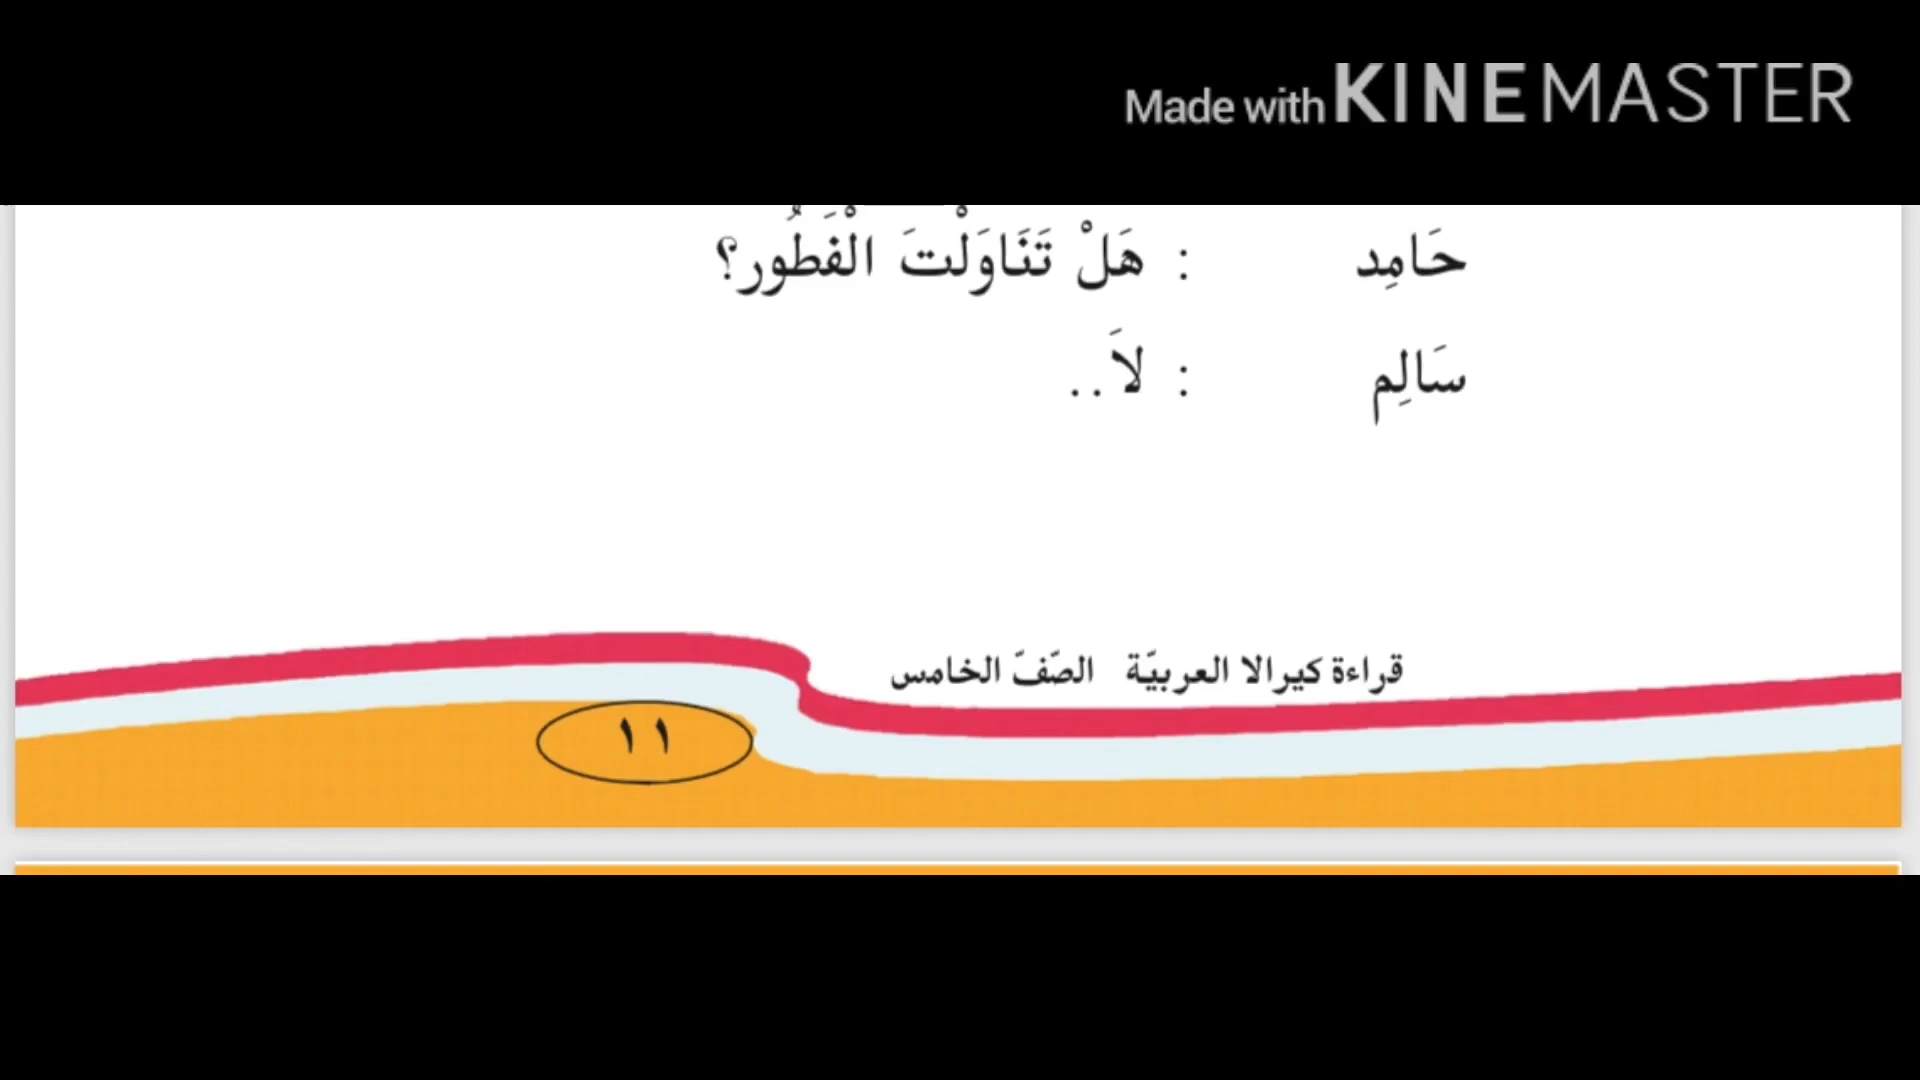 Made with KINEMASTER
حَامِد : هَلْ تَنَاوَلْتَ الْفَطُور؟
سَالِم : لاَ..
قراءة كيرالا العربيّة الصّفّ الخامس
١١